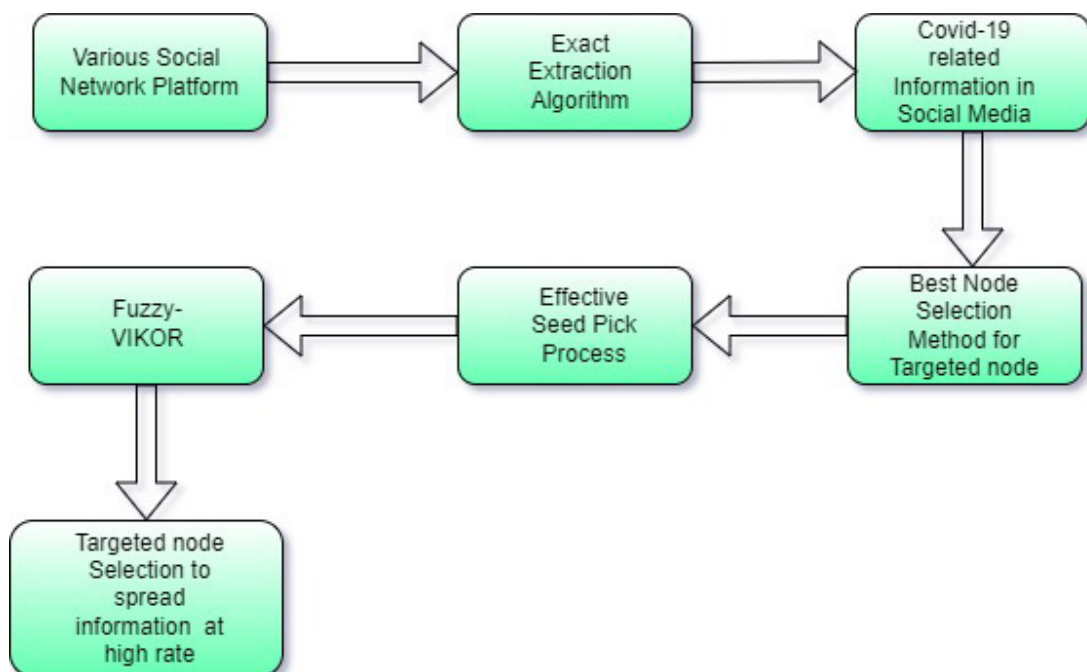 Various Social
Network Platform
Exact
Extraction
Algorithm
Covid-19
related
Information in
Social Media
Best Node
Selection
Method for
Targeted node
Effective
Seed Pick
Process
Fuzzy-
VIKOR
Targeted node
Selection to
spread
information at
high rate